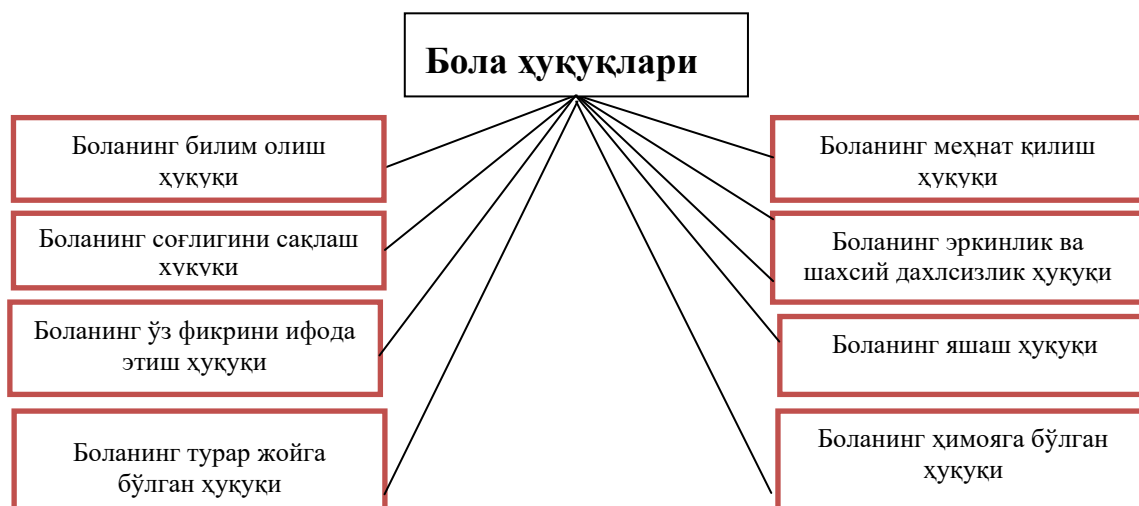 Бола ҳуқуқлари
Боланинг билим олиш
ҳуқуқи
Боланинг соғлигини сақлаш
ҳуқуқи
Боланинг ўз фикрини ифода
этиш ҳуқуқи
Боланинг турар жойга
бўлган ҳуқуқи
Боланинг меҳнат қилиш
ҳуқуқи
Боланинг эркинлик ва
шахсий дахлсизлик ҳуқуқи
Боланинг яшаш ҳуқуқи
Боланинг ҳимояга бўлган
ҳуқуқи